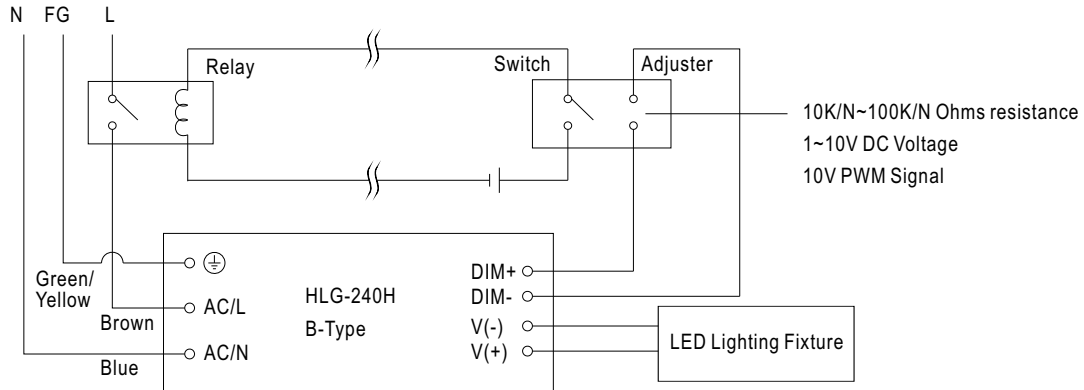 N FG L
Relay
Switch
Adjuster
10K/N~100K/N Ohms resistance
1~10V DC Voltage
10V PWM Signal
Green/
Yellow
Brown
Blue
AC/L
AC/N
HLG-240H
B-Type
DIM+
DIM-
V(-)
V(+)
LED Lighting Fixture